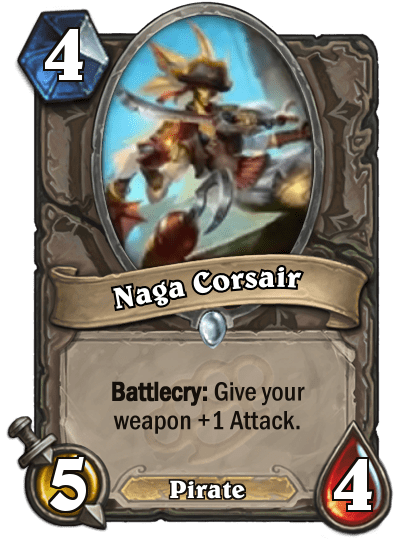 4
Naga Corsair
Battlecry: Give your
weapon +1 Attack.
5
Pirate
4